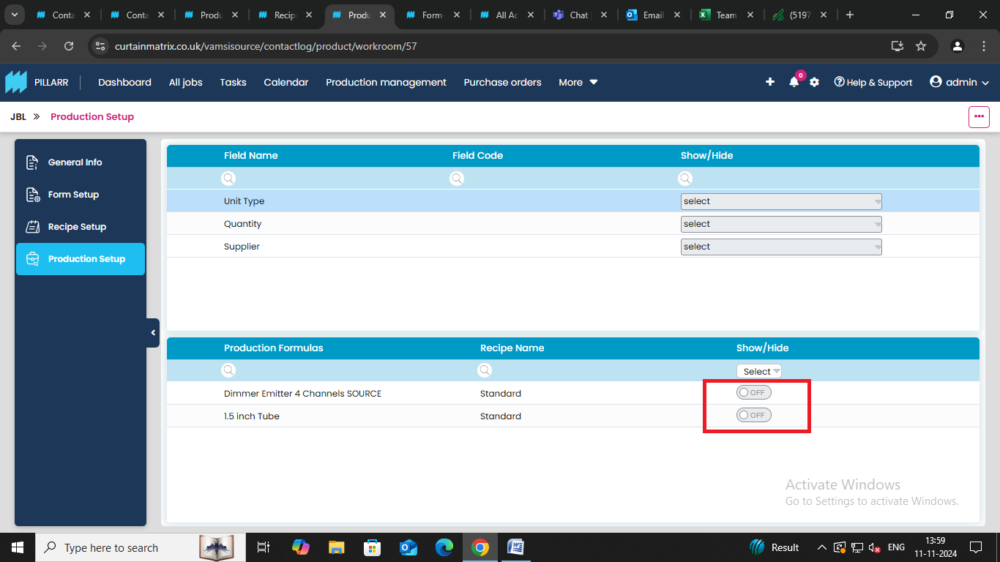 Conta
Conta
Produ
Recip
Produ
Form-
All Ac
Chat
Email
Team
(5197
curtainmatrix.co.uk/vamsisource/contactlog/product/workroom/57
PILLARR
Dashboard
All jobs
Tasks
Calendar
Production management
Purchase orders
More
0
Help & Support
admin
JBL » Production Setup
General Info
Form Setup
Recipe Setup
Production Setup
Field Name Field Code Show/Hide
Unit Type select
Quantity select
Supplier select
Production Formulas Recipe Name Show/Hide
Select
Dimmer Emitter 4 Channels SOURCE Standard OFF
1.5 inch Tube Standard OFF
Activate Windows
Go to Settings to activate Windows.
Type here to search
Result
ENG
13:59
11-11-2024